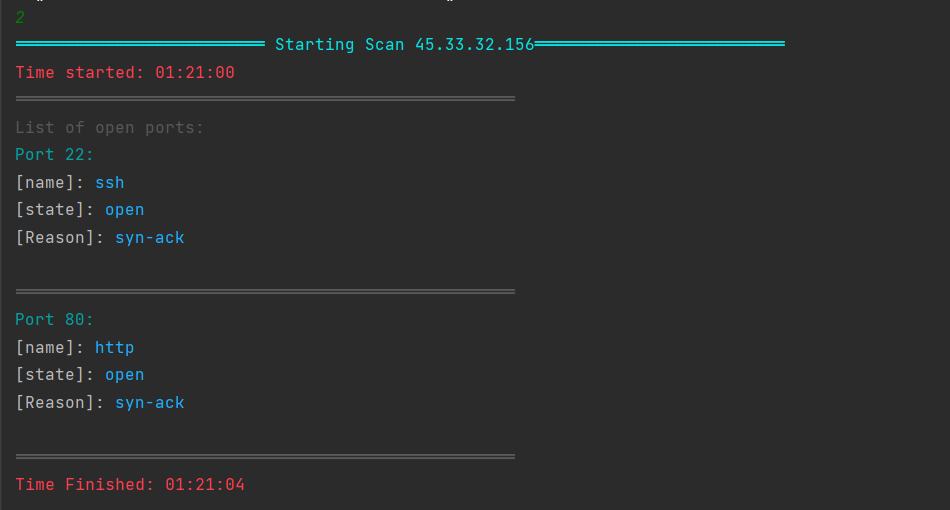 2
═════════════════════════ Starting Scan 45.33.32.156═════════════════════════
Time started: 01:21:00
══════════════════════════════════════════════════
List of open ports:
Port 22:
[name]: ssh
[state]: open
[Reason]: syn-ack
══════════════════════════════════════════════════
Port 80:
[name]: http
[state]: open
[Reason]: syn-ack
══════════════════════════════════════════════════
Time Finished: 01:21:04